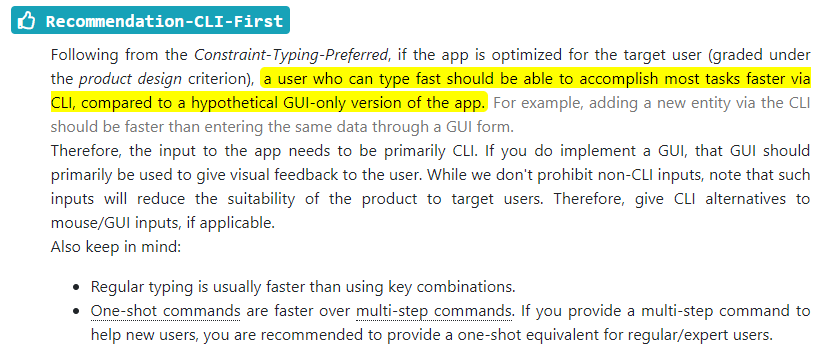 Recommendation-CLI-First
Following from the Constraint-Typing-Preferred, if the app is optimized for the target user (graded under
the product design criterion), a user who can type fast should be able to accomplish most tasks faster via
CLI, compared to a hypothetical GUI-only version of the app. For example, adding a new entity via the CLI
should be faster than entering the same data through a GUI form.
Therefore, the input to the app needs to be primarily CLI. If you do implement a GUI, that GUI should
primarily be used to give visual feedback to the user. While we don't prohibit non-CLI inputs, note that such
inputs will reduce the suitability of the product to target users. Therefore, give CLI alternatives to
mouse/GUI inputs, if applicable.
Also keep in mind:
• Regular typing is usually faster than using key combinations.
• One-shot commands are faster over multi-step commands. If you provide a multi-step command to
help new users, you are recommended to provide a one-shot equivalent for regular/expert users.